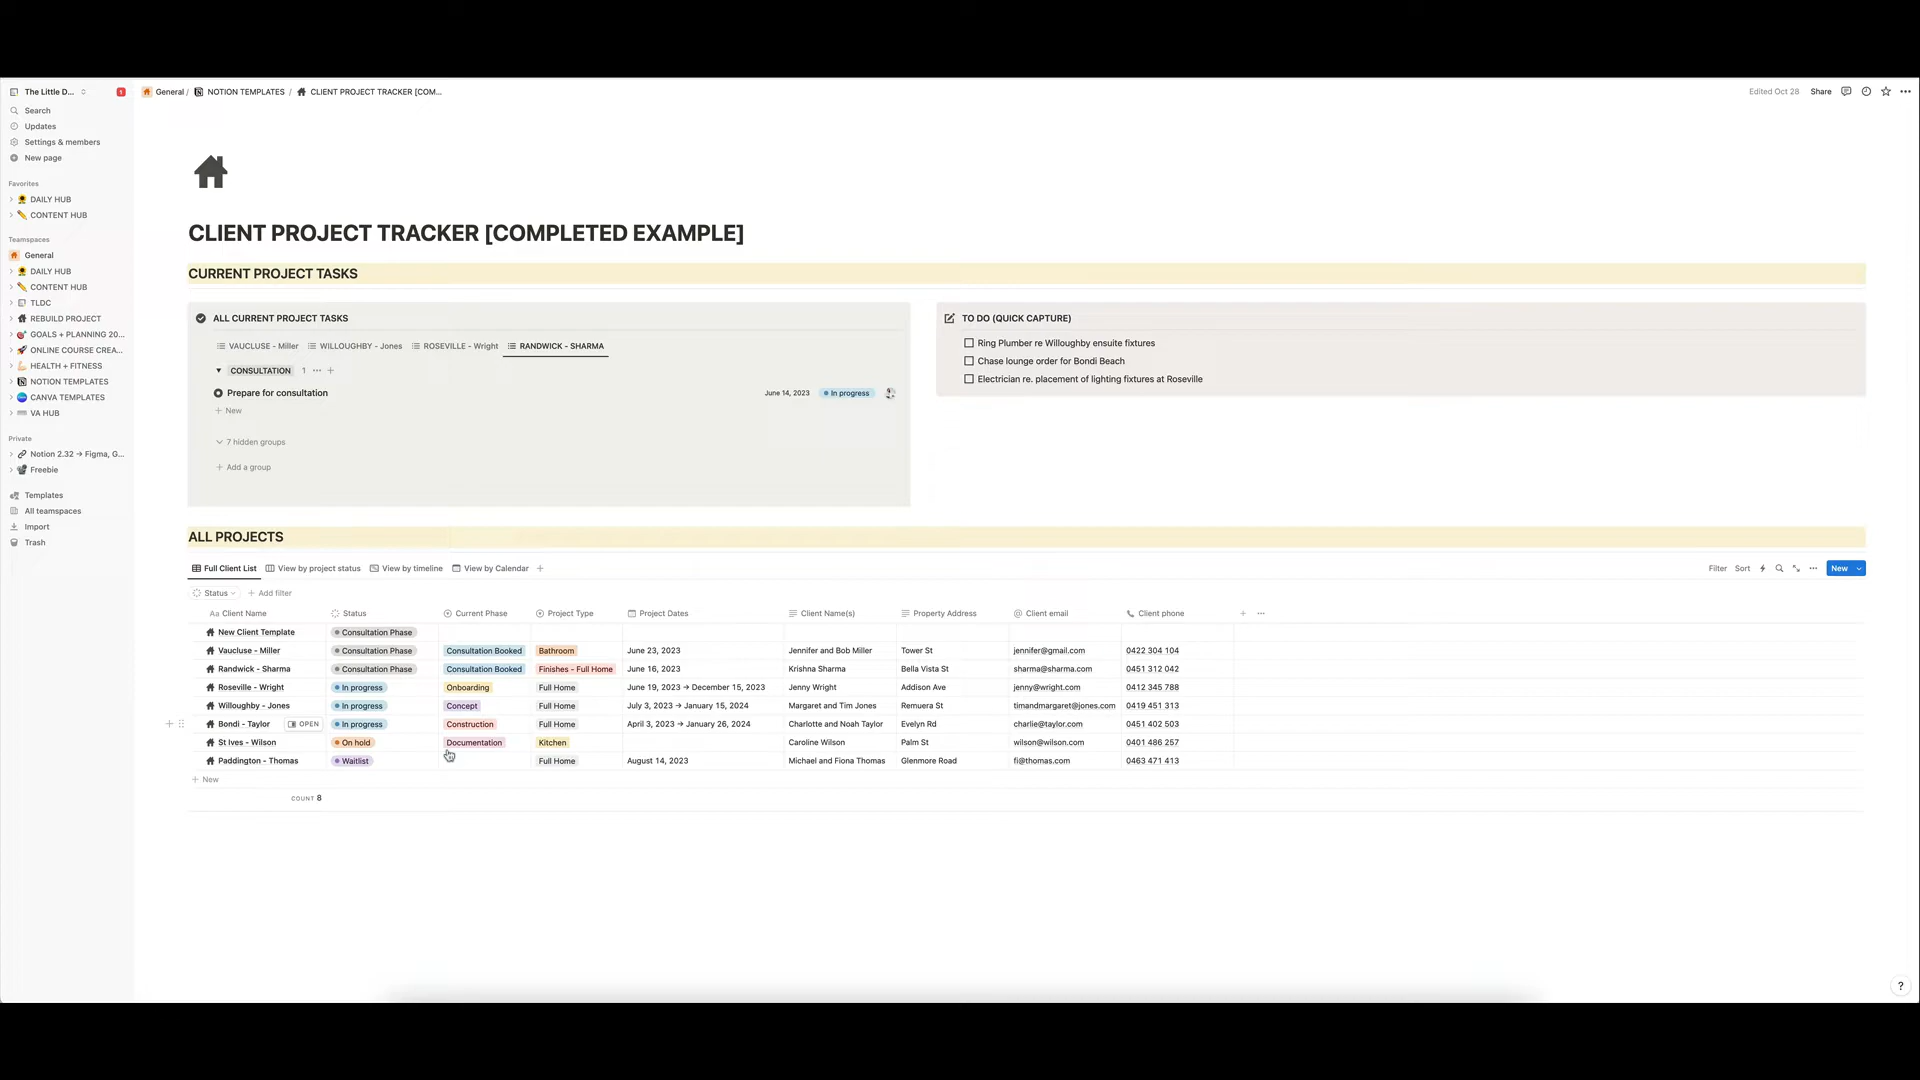 The Little D...
1
General / NOTION TEMPLATES / CLIENT PROJECT TRACKER [COM...
Edited Oct 28
Share
Search
Updates
Settings & members
New page
Favorites
DAILY HUB
CONTENT HUB
Teamspaces
General
DAILY HUB
CONTENT HUB
TLDC
REBUILD PROJECT
GOALS + PLANNING 20...
ONLINE COURSE CREA...
HEALTH + FITNESS
NOTION TEMPLATES
CANVA TEMPLATES
VA HUB
Private
Notion 2.32 → Figma, G...
Freebie
Templates
All teamspaces
Import
Trash
CLIENT PROJECT TRACKER [COMPLETED EXAMPLE]
CURRENT PROJECT TASKS
ALL CURRENT PROJECT TASKS
VAUCLUSE - Miller WILLOUGHBY - Jones ROSEVILLE - Wright RANDWICK - SHARMA
CONSULTATION 1
Prepare for consultation June 14, 2023 In progress
New
7 hidden groups
Add a group
TO DO (QUICK CAPTURE)
Ring Plumber re Willoughby ensuite fixtures
Chase lounge order for Bondi Beach
Electrician re. placement of lighting fixtures at Roseville
ALL PROJECTS
Full Client List View by project status View by timeline View by Calendar
Filter Sort New
Status Add filter
Aa Client Name Status Current Phase Project Type Project Dates Client Name(s) Property Address Client email Client phone
New Client Template Consultation Phase
Vaucluse - Miller Consultation Phase Consultation Booked Bathroom June 23, 2023 Jennifer and Bob Miller Tower St jennifer@gmail.com 0422 304 104
Randwick - Sharma Consultation Phase Consultation Booked Finishes - Full Home June 16, 2023 Krishna Sharma Bella Vista St sharma@sharma.com 0451 312 042
Roseville - Wright In progress Onboarding Full Home June 19, 2023 → December 15, 2023 Jenny Wright Addison Ave jenny@wright.com 0412 345 788
Willoughby - Jones In progress Concept Full Home July 3, 2023 → January 15, 2024 Margaret and Tim Jones Remuera St timandmargaret@jones.com 0419 451 313
Bondi - Taylor OPEN In progress Construction Full Home April 3, 2023 → January 26, 2024 Charlotte and Noah Taylor Evelyn Rd charlie@taylor.com 0451 402 503
St Ives - Wilson On hold Documentation Kitchen Caroline Wilson Palm St wilson@wilson.com 0401 486 257
Paddington - Thomas Waitlist Full Home August 14, 2023 Michael and Fiona Thomas Glenmore Road fi@thomas.com 0463 471 413
New
COUNT 8
?